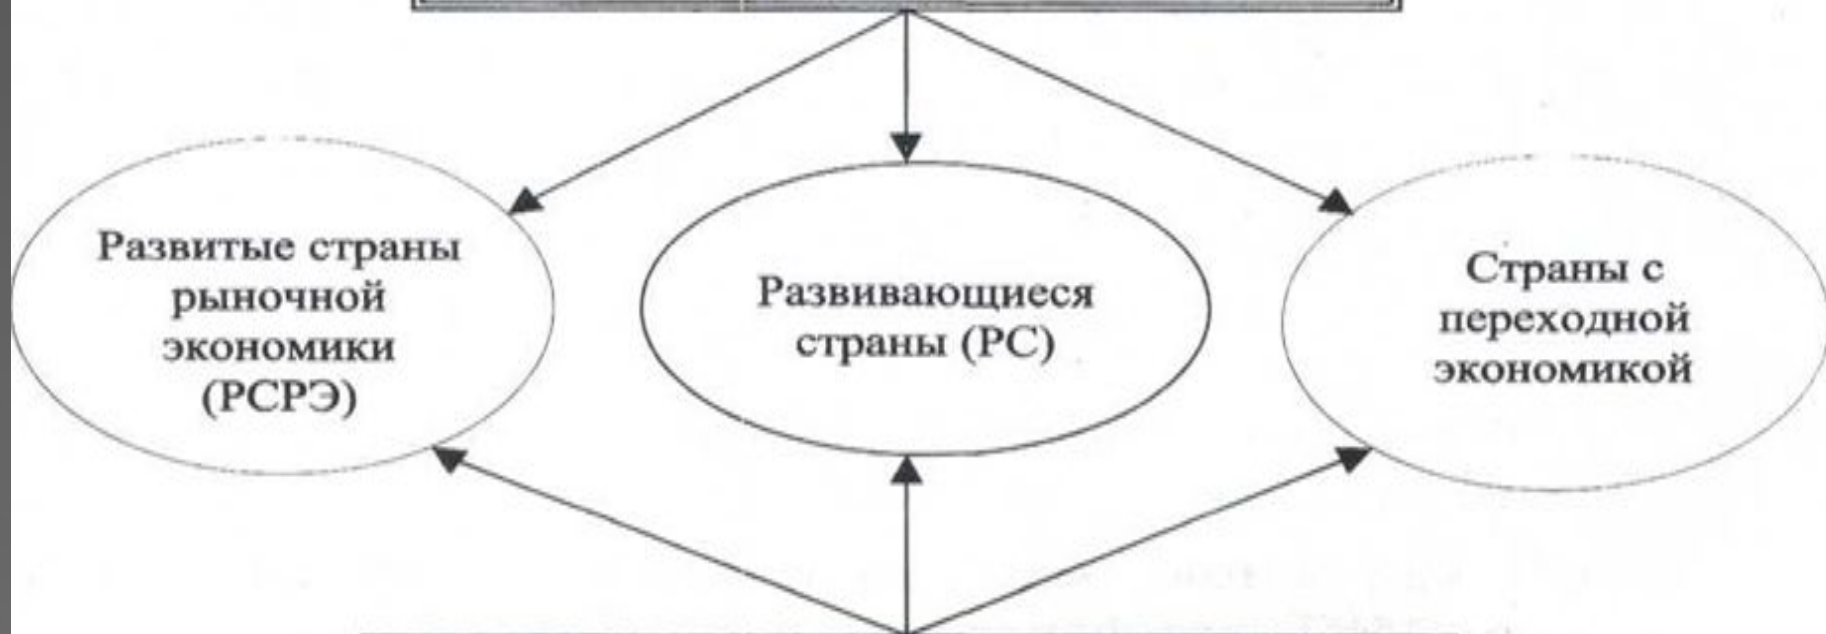 Развитые страны
рыночной
экономики
(РСРЭ)
Развивающиеся
страны (РС)
Страны с
переходной
экономикой